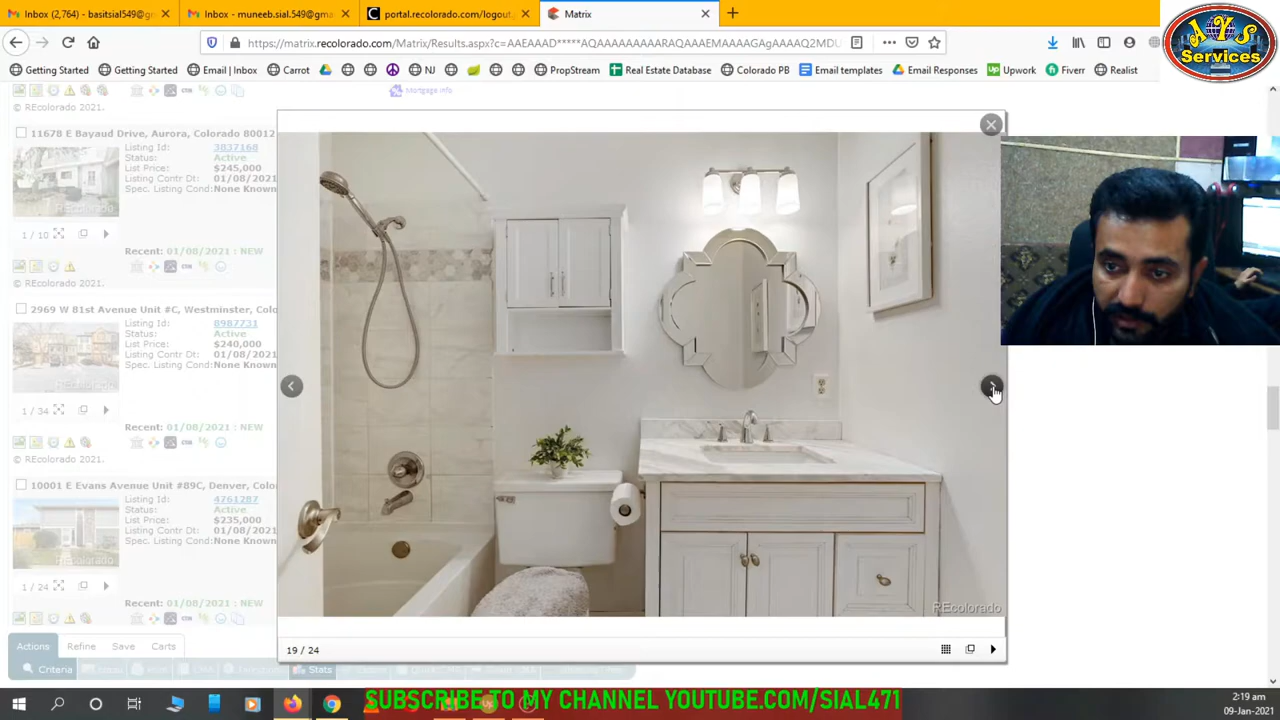 Inbox (2,764) - basitsial549@g
Inbox - muneeb.sial.549@gma
portal.recolorado.com/logout
Matrix
AYS
Services
https://matrix.recolorado.com/Matrix/Results.aspx?c=AAEAAAD*****AQAAAAAAAAARAQAAAEMAAAAGAgAAAAQ2MDU
Getting Started
Getting Started
Email | Inbox
Carrot
NJ
PropStream
Real Estate Database
Colorado PB
Email templates
Email Responses
Upwork
Fiverr
Realist
Mortgage info
© REcolorado 2021.
11678 E Bayaud Drive, Aurora, Colorado 80012
Listing Id: 3837168
Status: Active
List Price: $245,000
Listing Contr Dt: 01/08/2021
Spec. Listing Cond: None Known
REcolorado
1 / 10
Recent: 01/08/2021 : NEW
© REcolorado 2021.
2969 W 81st Avenue Unit #C, Westminster, Colo
Listing Id: 8987731
Status: Active
List Price: $240,000
Listing Contr Dt: 01/08/2021
Spec. Listing Cond: None Known
REcolorado
1 / 34
Recent: 01/08/2021 : NEW
© REcolorado 2021.
10001 E Evans Avenue Unit #89C, Denver, Colo
Listing Id: 4761287
Status: Active
List Price: $235,000
Listing Contr Dt: 01/08/2021
Spec. Listing Cond: None Known
REcolorado
1 / 24
Recent: 01/08/2021 : NEW
REcolorado
19 / 24
Actions
Refine
Save
Carts
Criteria
Stats
SUBSCRIBE TO MY CHANNEL YOUTUBE.COM/SIAL471
2:19 am
09-Jan-2021